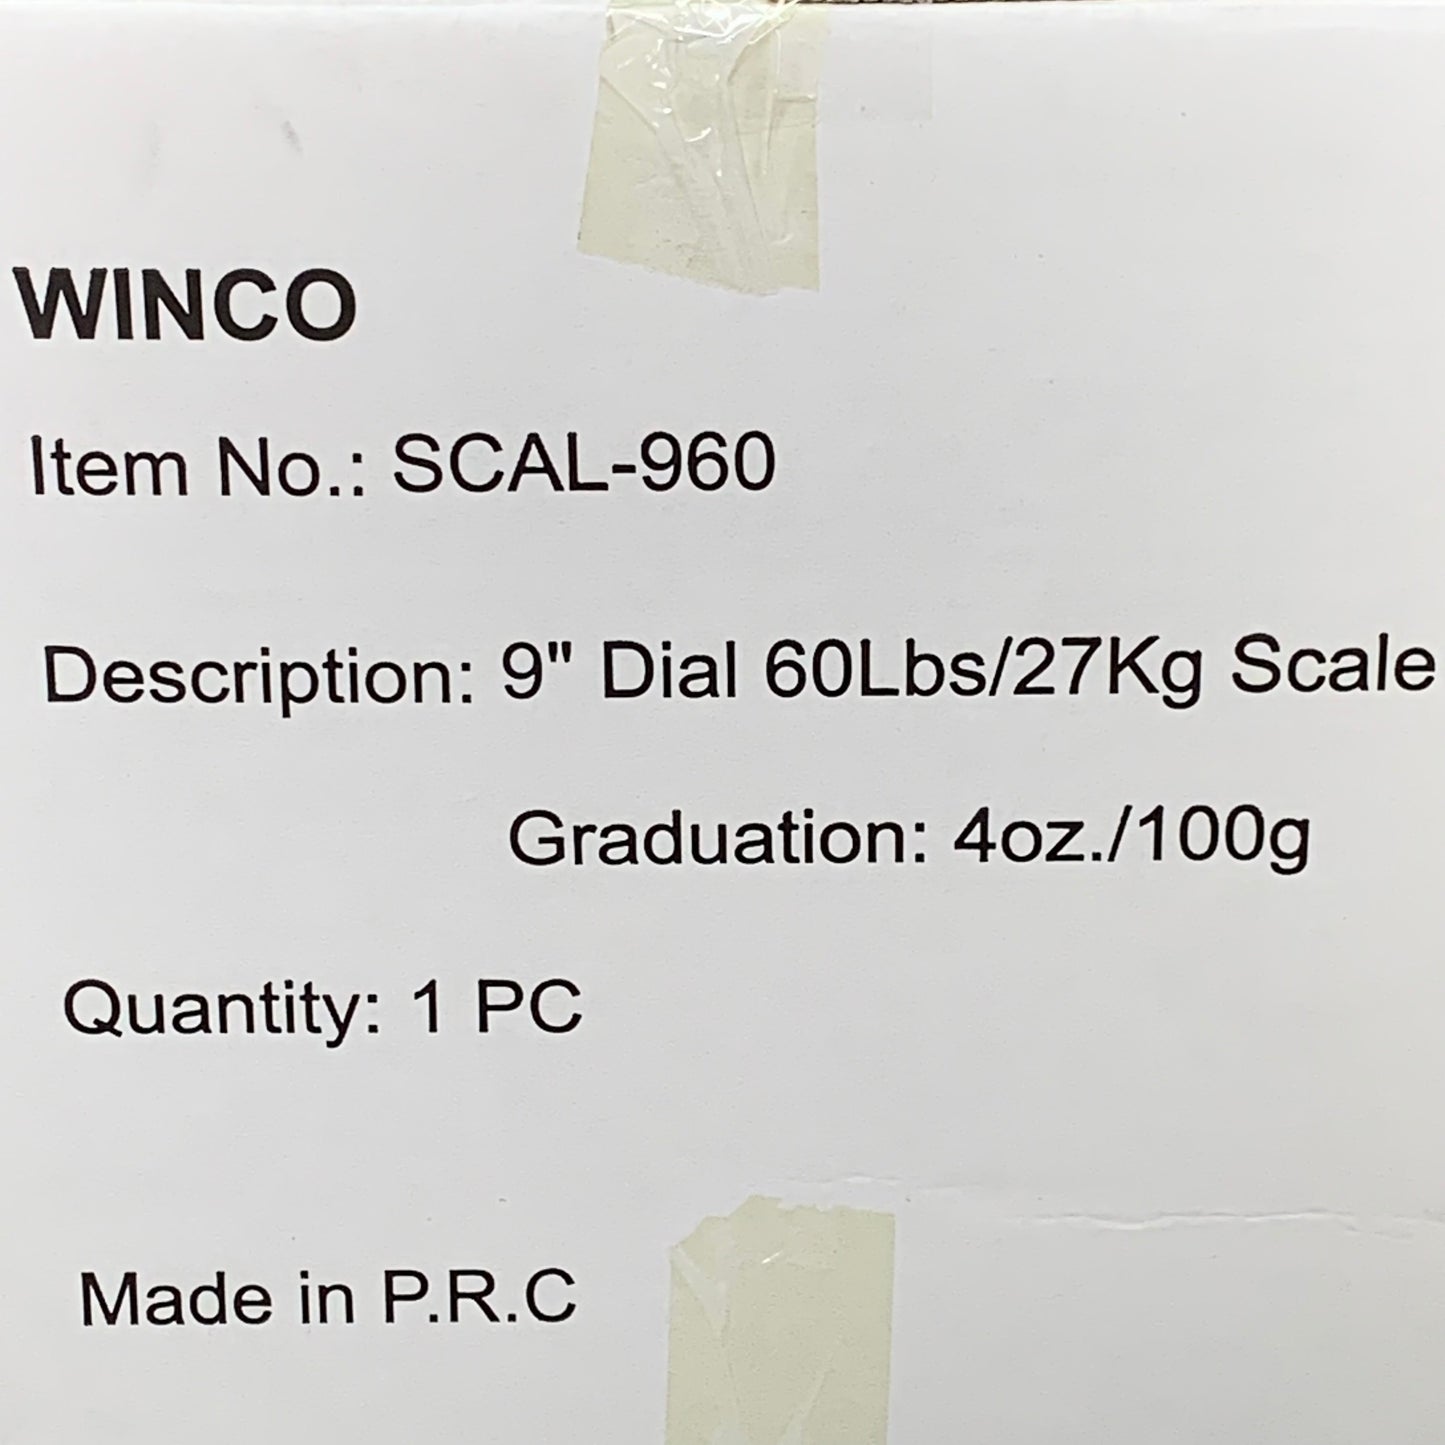 WINCO
Item No.: SCAL-960
Description: 9" Dial 60Lbs/27Kg Scale
Graduation: 4oz./100g
Quantity: 1 PC
Made in P.R.C